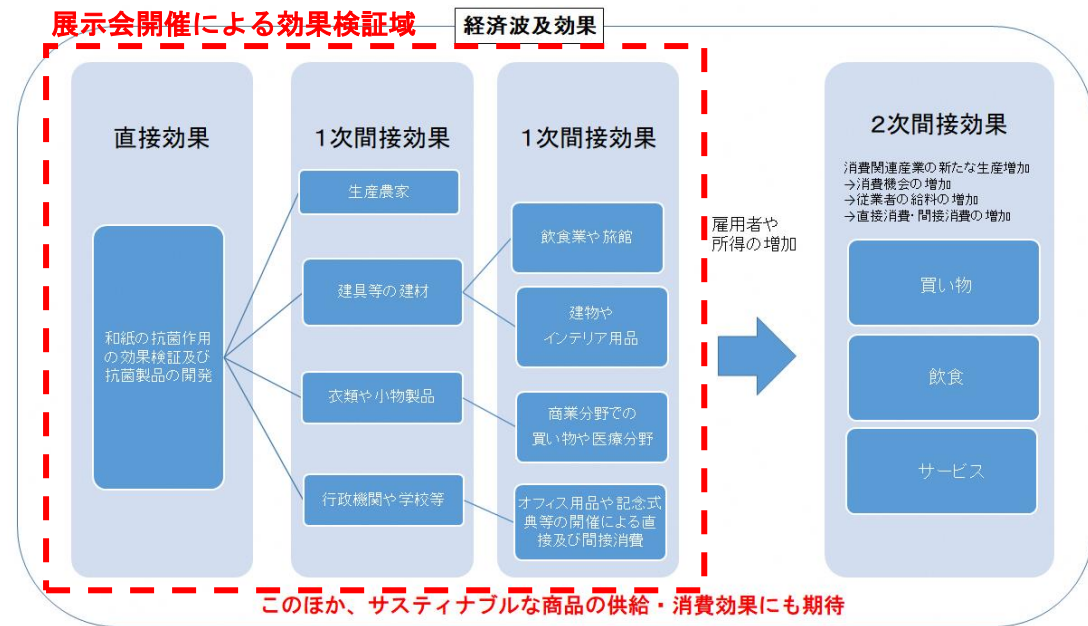 展示会開催による効果検証域
経済波及効果
直接効果
和紙の抗菌作用
の効果検証及び
抗菌製品の開発
1次間接効果
生産農家
建具等の建材
衣類や小物製品
行政機関や学校等
1次間接効果
飲食業や旅館
建物や
インテリア用品
商業分野での
買い物や医療分野
オフィス用品や記念式
典等の開催による直
接及び間接消費
雇用者や
所得の増加
2次間接効果
消費関連産業の新たな生産増加
→消費機会の増加
→従業者の給料の増加
→直接消費・間接消費の増加
買い物
飲食
サービス
このほか、サスティナブルな商品の供給・消費効果にも期待